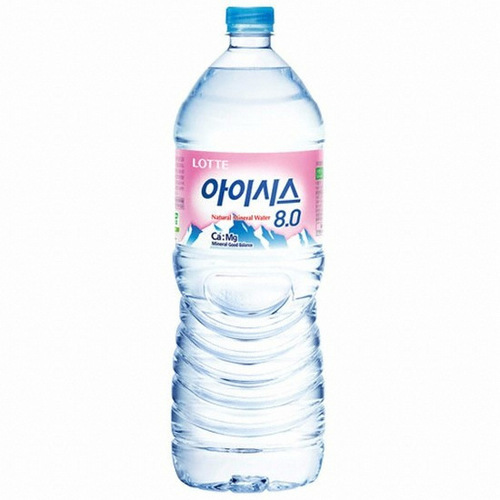 LOTTE
아이시스
Natural Mineral Water 8.0
Ca:Mg
Mineral Good Balance